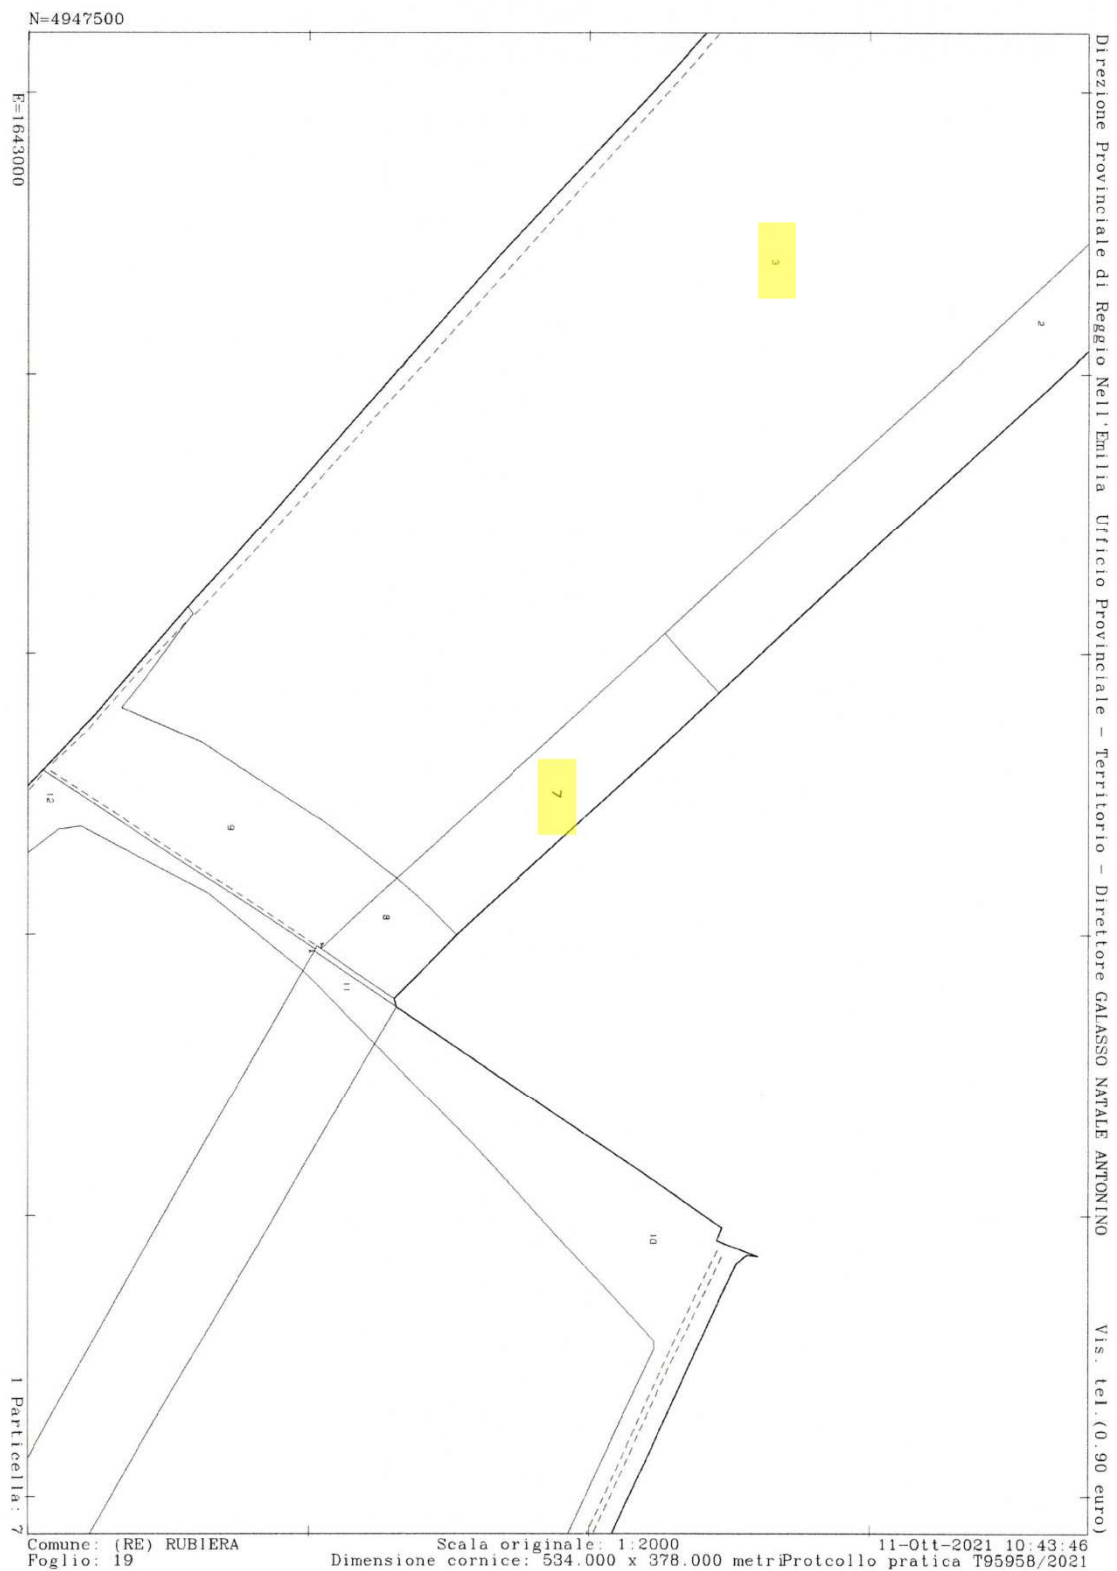 N=4947500
E=1643000
Direzione Provinciale di Reggio Nell'Emilia Ufficio Provinciale - Territorio - Direttore GALASSO NATALE ANTONINO Vis. tel. (0.90 euro)
3
2
7
12
9
8
4
11
10
1 Particella: 7
Comune: (RE) RUBIERA
Foglio: 19
Scala originale: 1:2000
Dimensione cornice: 534.000 x 378.000 metri
11-Ott-2021 10:43:46
Protcollo pratica T95958/2021